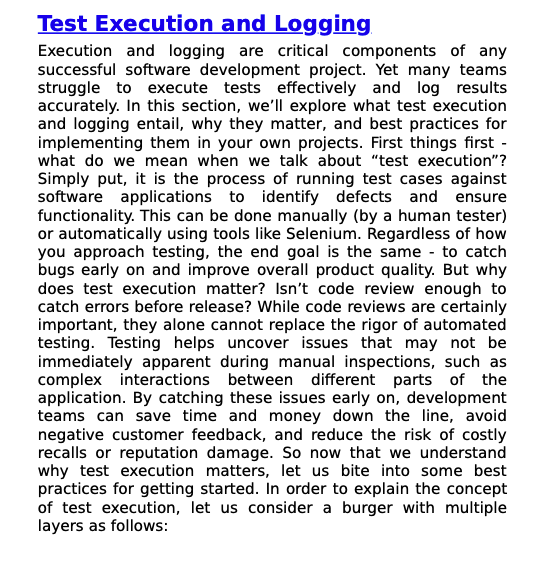 Test Execution and Logging
Execution and logging are critical components of any
successful software development project. Yet many teams
struggle to execute tests effectively and log results
accurately. In this section, we’ll explore what test execution
and logging entail, why they matter, and best practices for
implementing them in your own projects. First things first -
what do we mean when we talk about “test execution”?
Simply put, it is the process of running test cases against
software applications to identify defects and ensure
functionality. This can be done manually (by a human tester)
or automatically using tools like Selenium. Regardless of how
you approach testing, the end goal is the same - to catch
bugs early on and improve overall product quality. But why
does test execution matter? Isn’t code review enough to
catch errors before release? While code reviews are certainly
important, they alone cannot replace the rigor of automated
testing. Testing helps uncover issues that may not be
immediately apparent during manual inspections, such as
complex interactions between different parts of the
application. By catching these issues early on, development
teams can save time and money down the line, avoid
negative customer feedback, and reduce the risk of costly
recalls or reputation damage. So now that we understand
why test execution matters, let us bite into some best
practices for getting started. In order to explain the concept
of test execution, let us consider a burger with multiple
layers as follows: